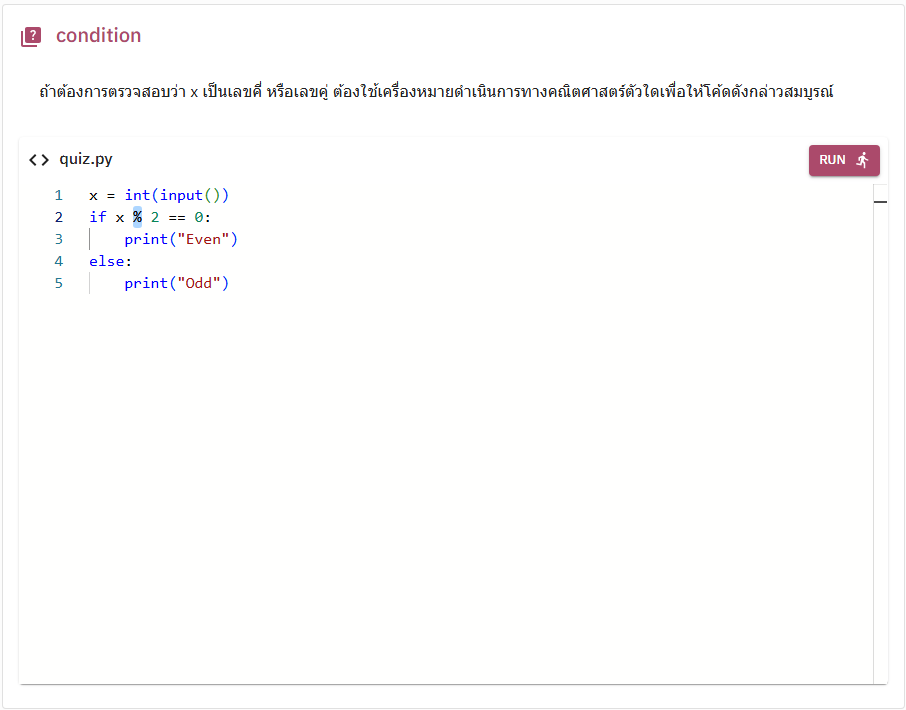 condition
ถ้าต้องการตรวจสอบว่า x เป็นเลขคี่ หรือเลขคู่ ต้องใช้เครื่องหมายดำเนินการทางคณิตศาสตร์ตัวใดเพื่อให้โค้ดดังกล่าวสมบูรณ์
quiz.py
RUN
1 x = int(input())
2 if x % 2 == 0:
3     print("Even")
4 else:
5     print("Odd")